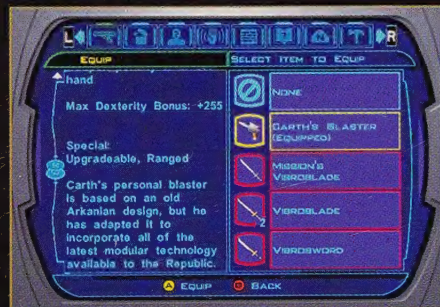 L
R
EQUIP
SELECT ITEM TO EQUIP
hand
Max Dexterity Bonus: +255
Special:
Upgradeable, Ranged
Carth's personal blaster
is based on an old
Arkanian design, but he
has adapted it to
incorporate all of the
latest modular technology
available to the Republic.
NONE
CARTH'S BLASTER
(EQUIPPED)
MISSION'S
VIBROBLADE
VIBROBLADE
2
VIBROSWORD
A EQUIP
B BACK